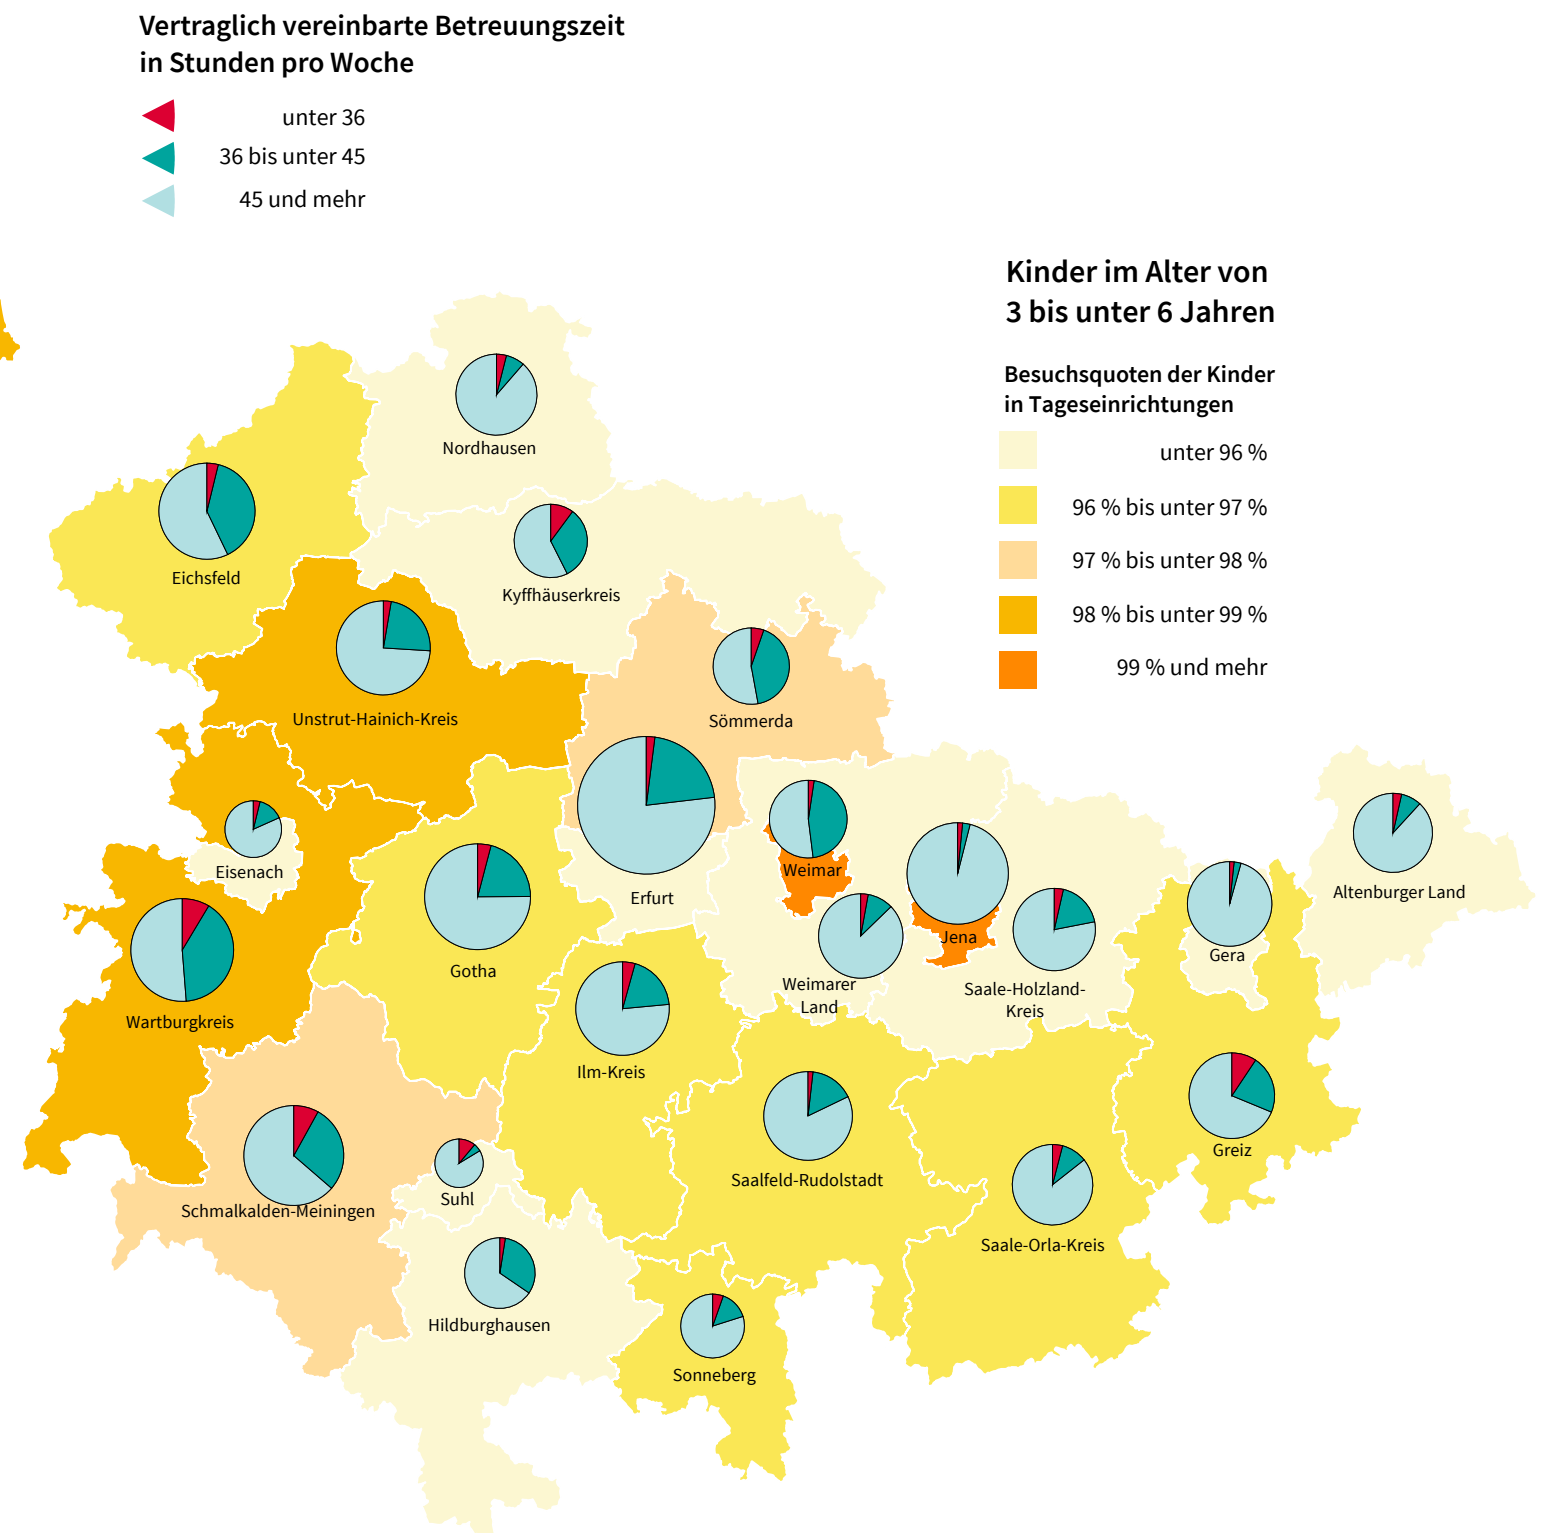 Vertraglich vereinbarte Betreuungszeit
in Stunden pro Woche
unter 36
36 bis unter 45
45 und mehr
Kinder im Alter von
3 bis unter 6 Jahren
Besuchsquoten der Kinder
in Tageseinrichtungen
unter 96 %
96 % bis unter 97 %
97 % bis unter 98 %
98 % bis unter 99 %
99 % und mehr
Nordhausen
Eichsfeld
Kyffhäuserkreis
Unstrut-Hainich-Kreis
Sömmerda
Eisenach
Weimar
Erfurt
Altenburger Land
Jena
Gera
Gotha
Weimarer
Land
Saale-Holzland-
Kreis
Wartburgkreis
Ilm-Kreis
Greiz
Saalfeld-Rudolstadt
Suhl
Schmalkalden-Meiningen
Saale-Orla-Kreis
Hildburghausen
Sonneberg